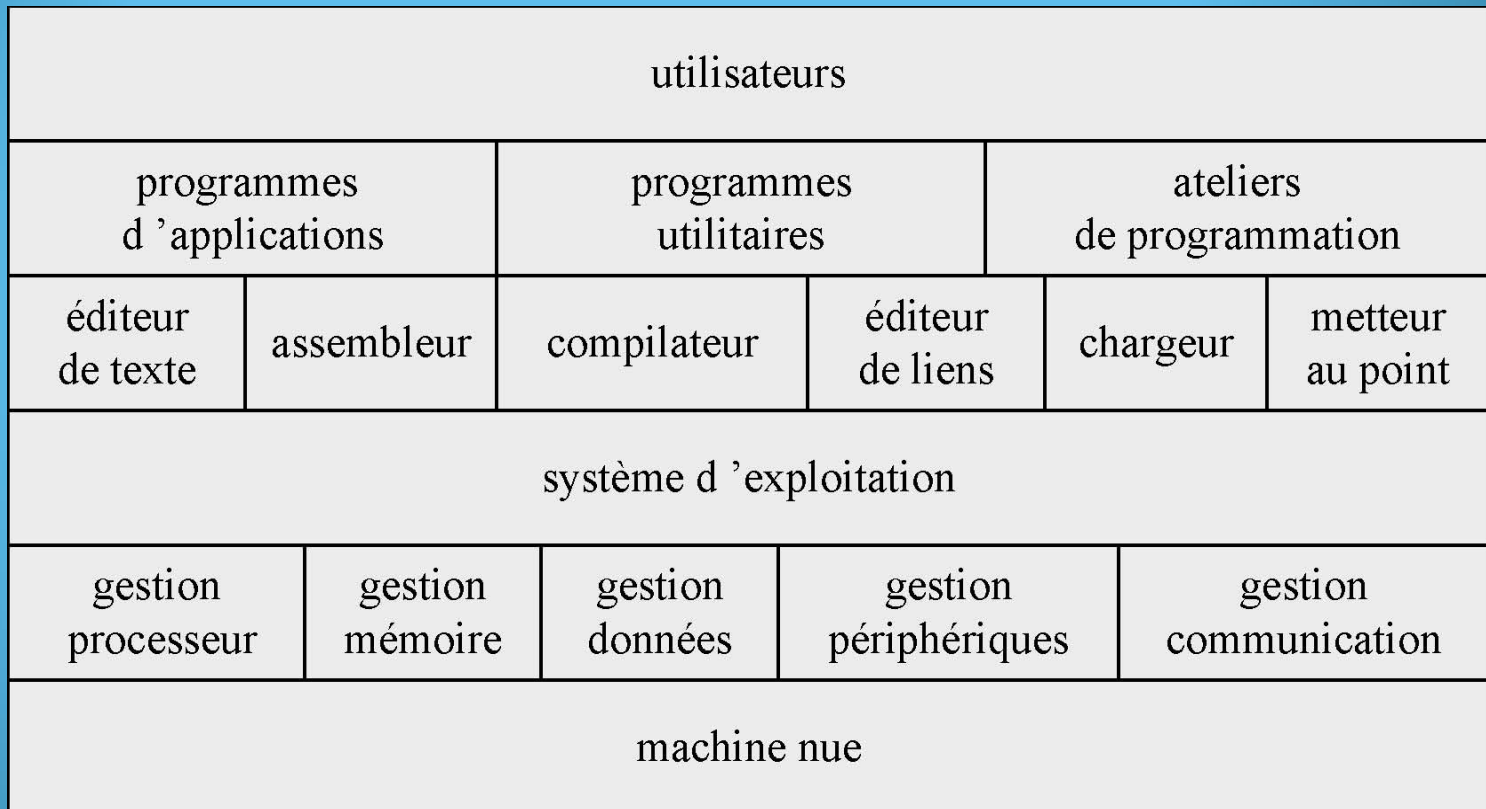 utilisateurs
programmes
d ’applications
programmes
utilitaires
ateliers
de programmation
éditeur
de texte
assembleur
compilateur
éditeur
de liens
chargeur
metteur
au point
système d ’exploitation
gestion
processeur
gestion
mémoire
gestion
données
gestion
périphériques
gestion
communication
machine nue